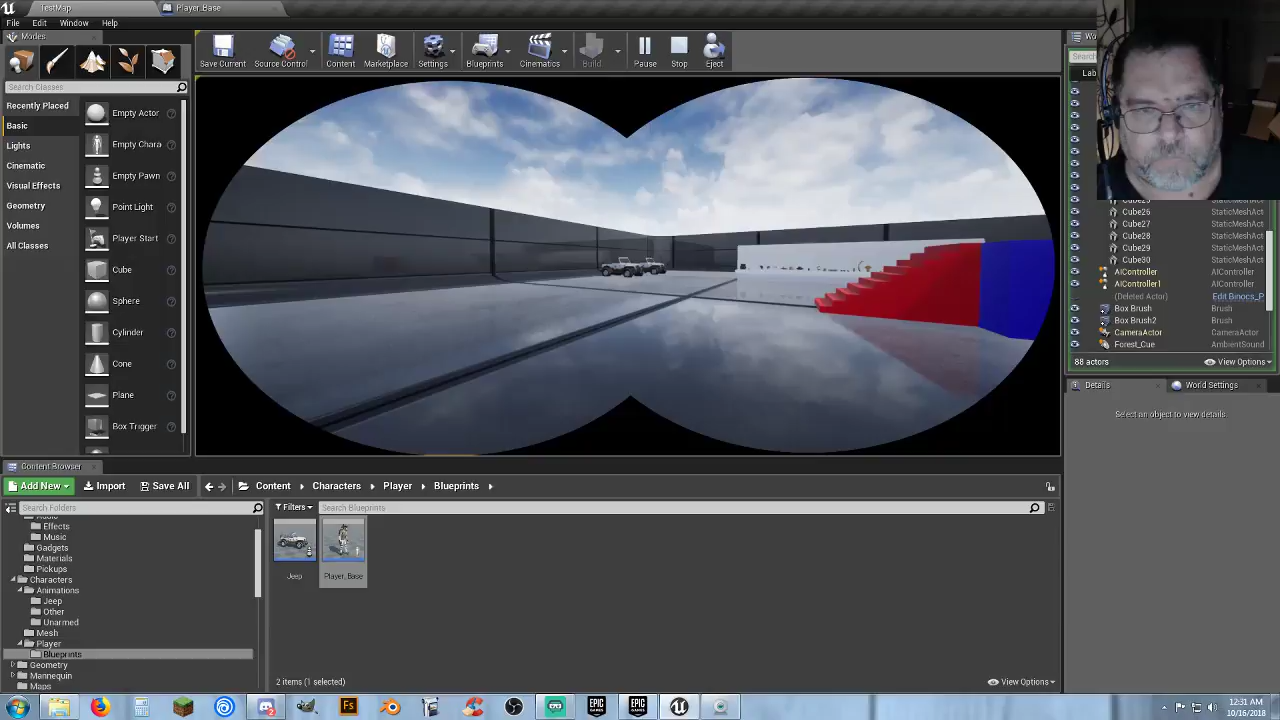 TestMap
Player_Base
File
Edit
Window
Help
Modes
Search Classes
Recently Placed
Basic
Lights
Cinematic
Visual Effects
Geometry
Volumes
All Classes
Empty Actor
Empty Chara
Empty Pawn
Point Light
Player Start
Cube
Sphere
Cylinder
Cone
Plane
Box Trigger
Save Current
Source Control
Content
Marketplace
Settings
Blueprints
Cinematics
Build
Pause
Stop
Eject
Wo
Search
Lab
Cube26 StaticMeshAct
Cube27 StaticMeshAct
Cube28 StaticMeshAct
Cube29 StaticMeshAct
Cube30 StaticMeshAct
AIController AIController
AIController1 AIController
(Deleted Actor) Edit Binocs_P
Box Brush Brush
Box Brush2 Brush
CameraActor CameraActor
Forest_Cue AmbientSound
88 actors
View Options
Details
World Settings
Select an object to view details.
Content Browser
Add New
Import
Save All
Content
Characters
Player
Blueprints
Search Folders
Filters
Search Blueprints
Effects
Music
Gadgets
Materials
Pickups
Characters
Animations
Jeep
Other
Unarmed
Mesh
Player
Blueprints
Geometry
Mannequin
Maps
Jeep
Player_Base
2 items (1 selected)
View Options
Fs
EPIC GAMES
EPIC GAMES
12:31 AM
10/16/2018